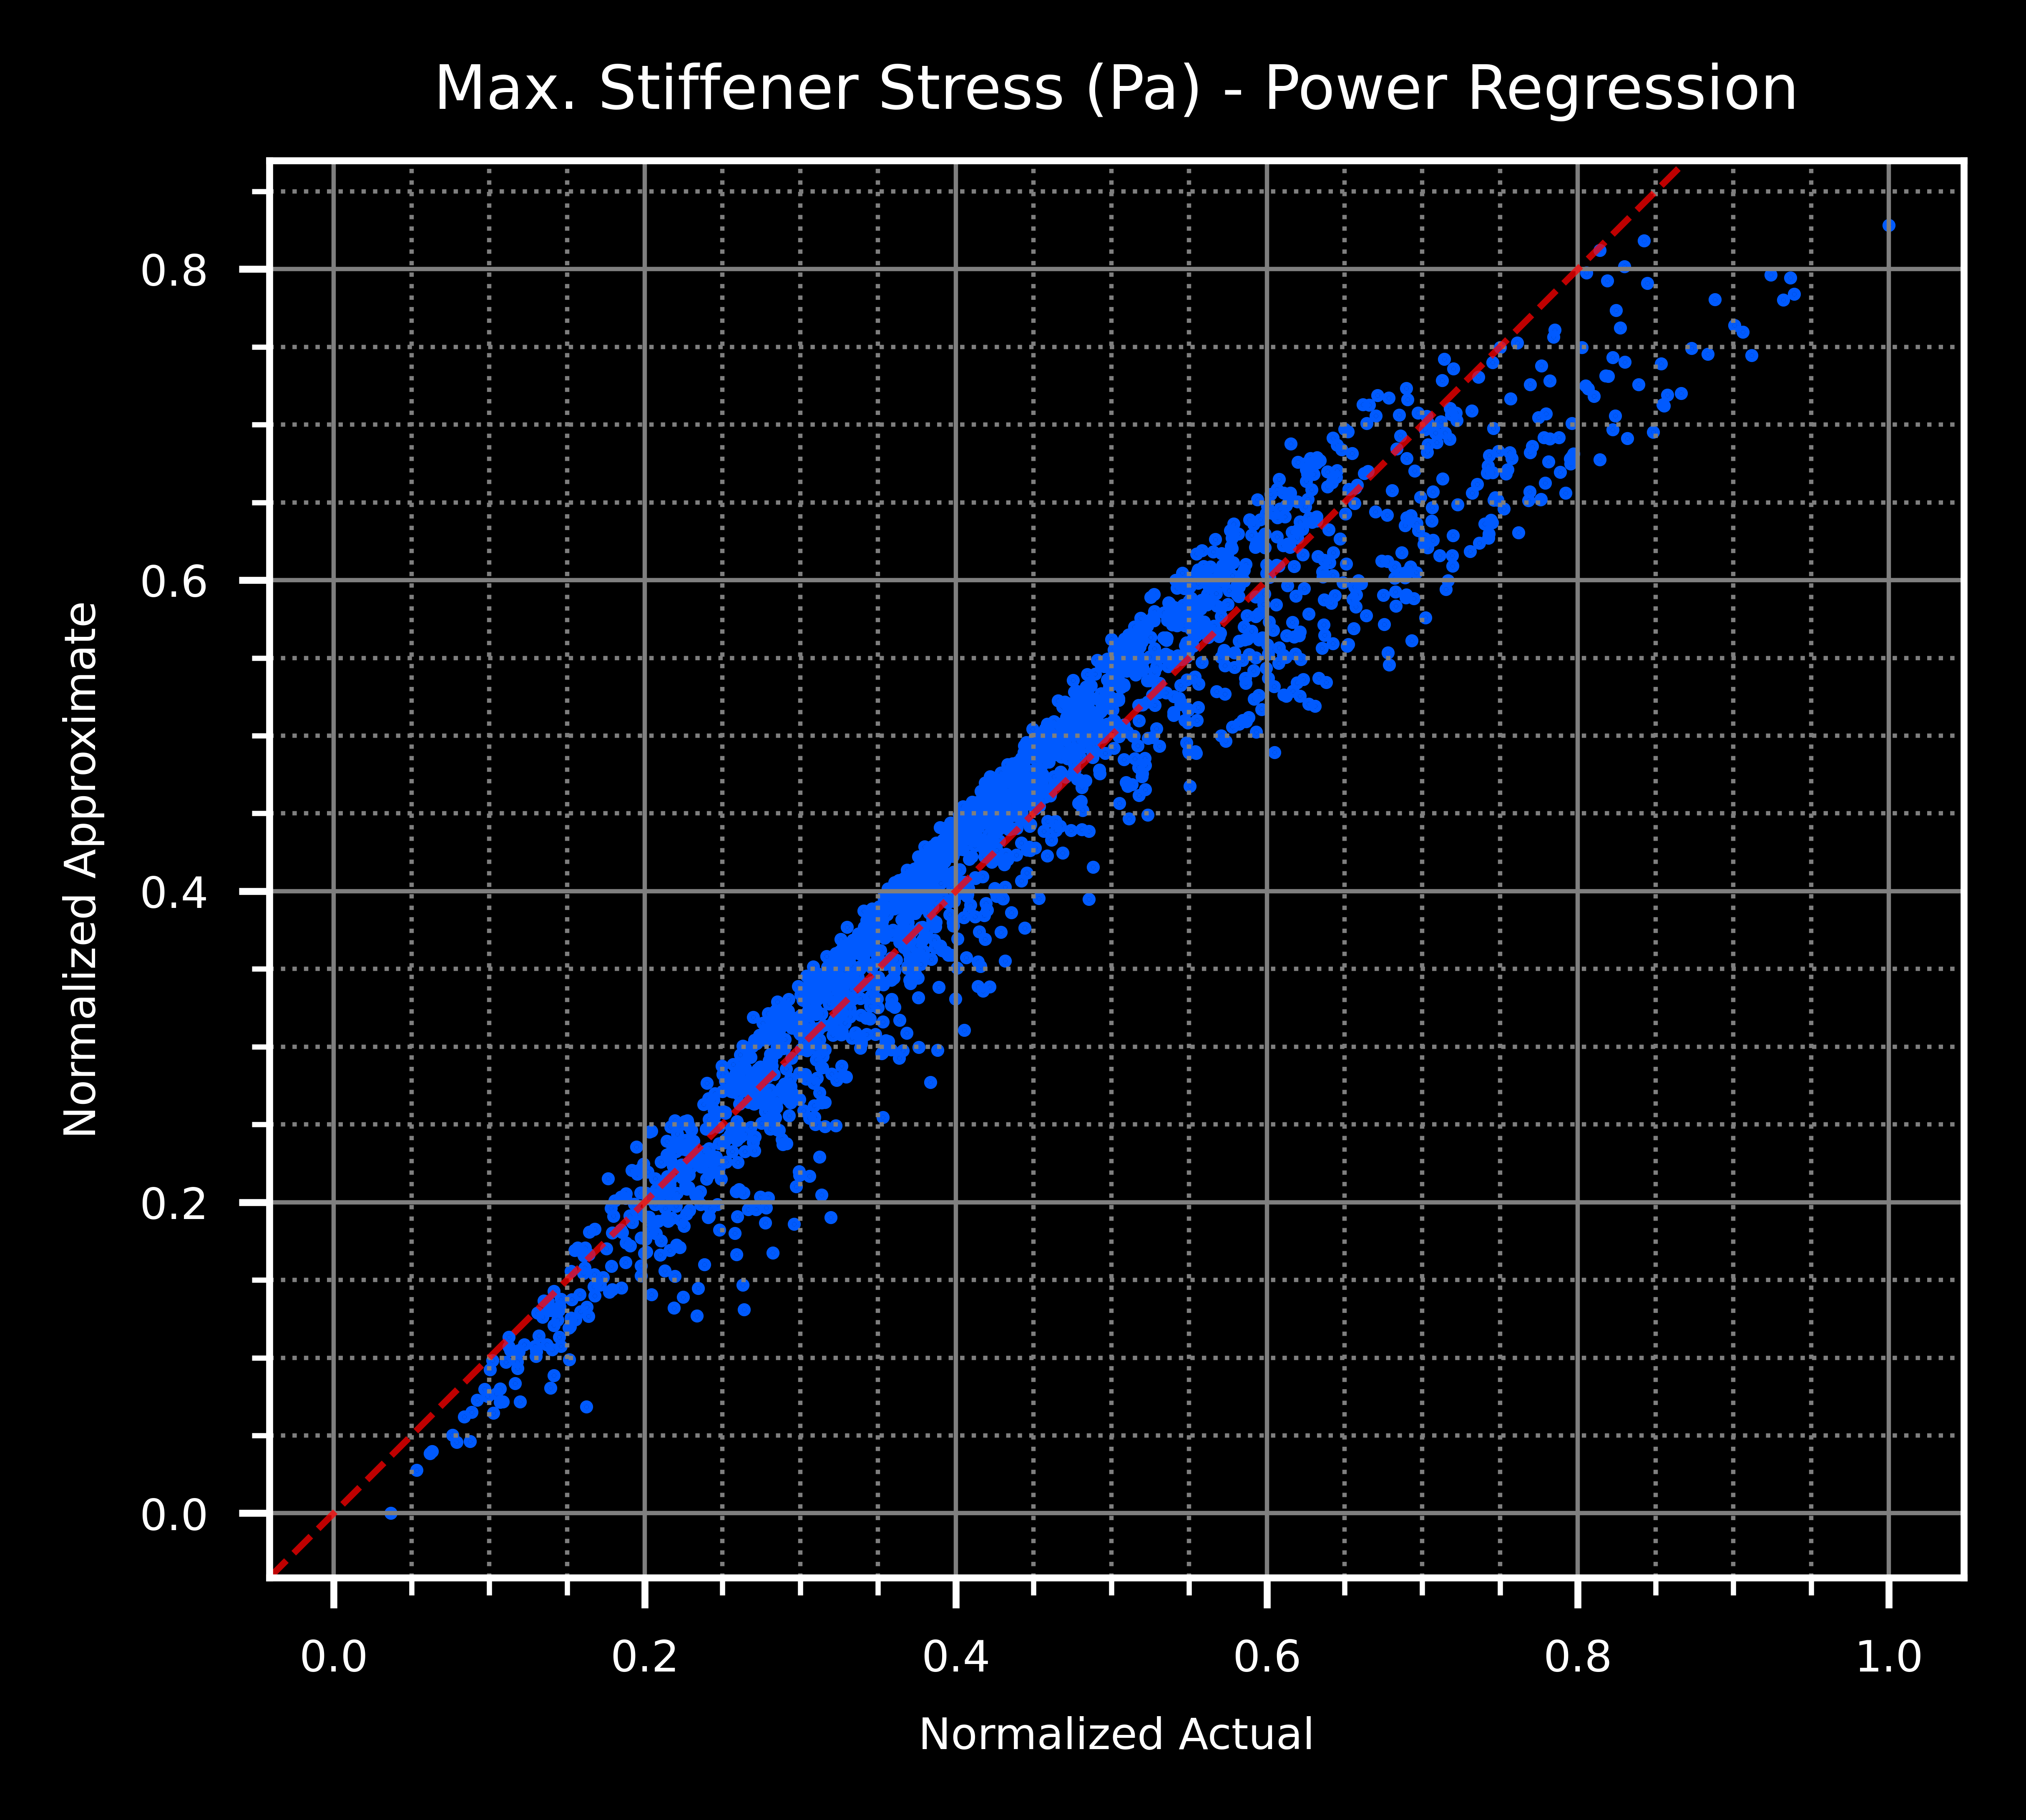 Max. Stiffener Stress (Pa) - Power Regression
0.8
0.6
0.4
0.2
0.0
Normalized Approximate
0.0 0.2 0.4 0.6 0.8 1.0
Normalized Actual